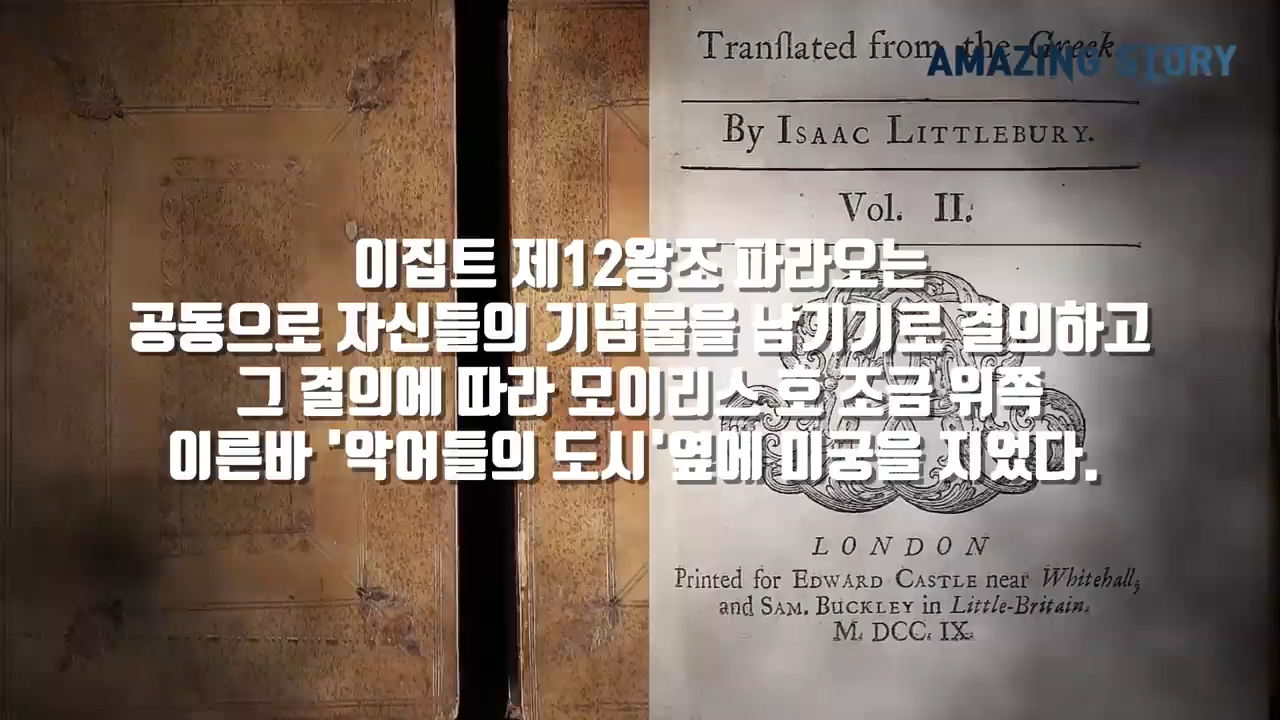 Tranſlated from the Greek
AMAZING STORY
By ISAAC LITTLEBURY.
Vol. II.
이집트 제12왕조 파라오는
공동으로 자신들의 기념물을 남기기로 결의하고
그 결의에 따라 모이리스 호 조금 위쪽
이른바 '악어들의 도시'옆에 미궁을 지었다.
LONDON
Printed for EDWARD CASTLE near Whitehall,
and SAM. BUCKLEY in Little-Britain.
M. DCC. IX.